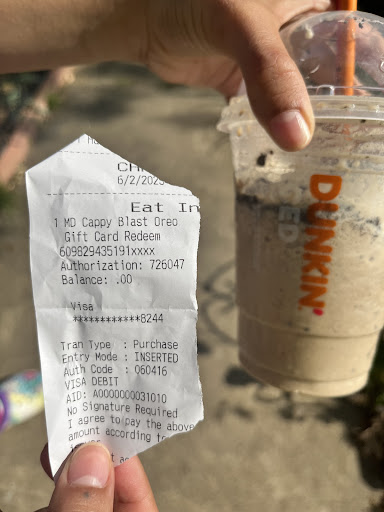 CH
6/2/202
Eat In
1 MD Cappy Blast Oreo
Gift Card Redeem
609829435191xxxx
Authorization: 726047
Balance: .00
Visa
************8244
Tran Type : Purchase
Entry Mode : INSERTED
Auth Code : 060416
VISA DEBIT
AID: A0000000031010
No Signature Required
I agree to pay the above
amount according to
DUNKIN'